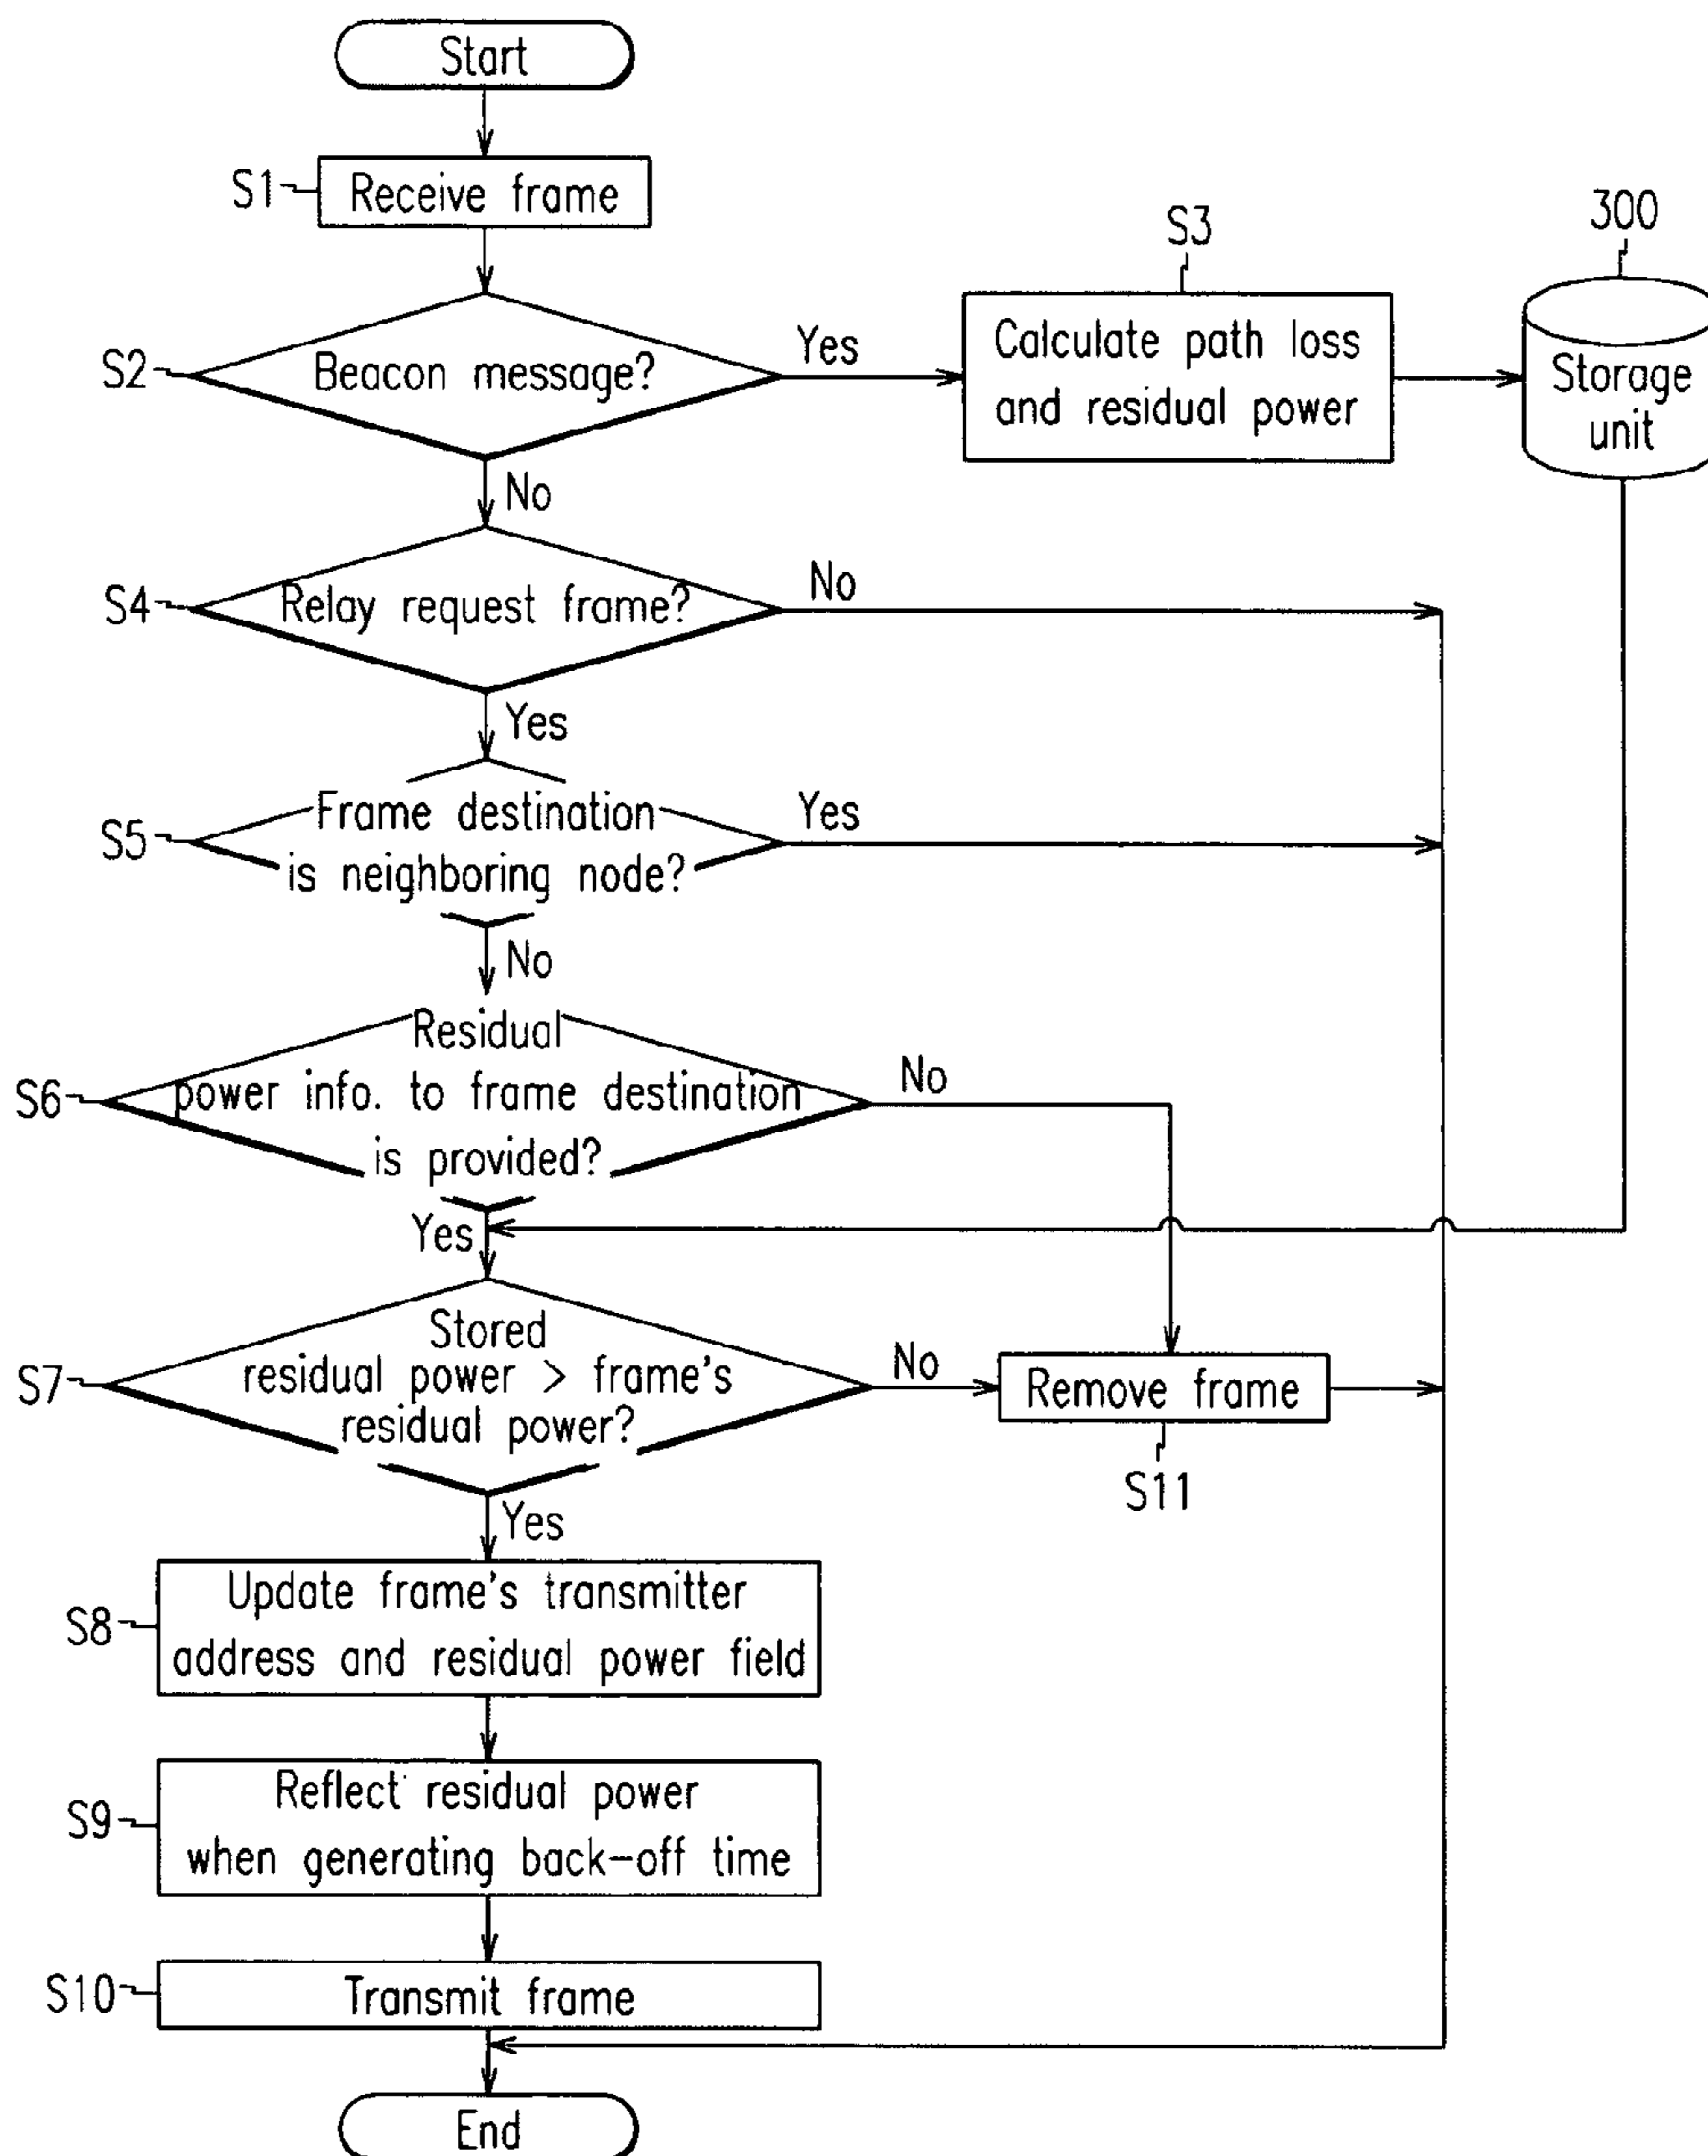 Start
S1
Receive frame
S3
300
S2
Beacon message?
Yes
Calculate path loss
and residual power
Storage
unit
No
S4
Relay request frame?
No
Yes
S5
Frame destination
is neighboring node?
Yes
No
S6
Residual
power info. to frame destination
is provided?
No
Yes
S7
Stored
residual power > frame's
residual power?
No
Remove frame
S11
Yes
S8
Update frame's transmitter
address and residual power field
S9
Reflect residual power
when generating back-off time
S10
Transmit frame
End